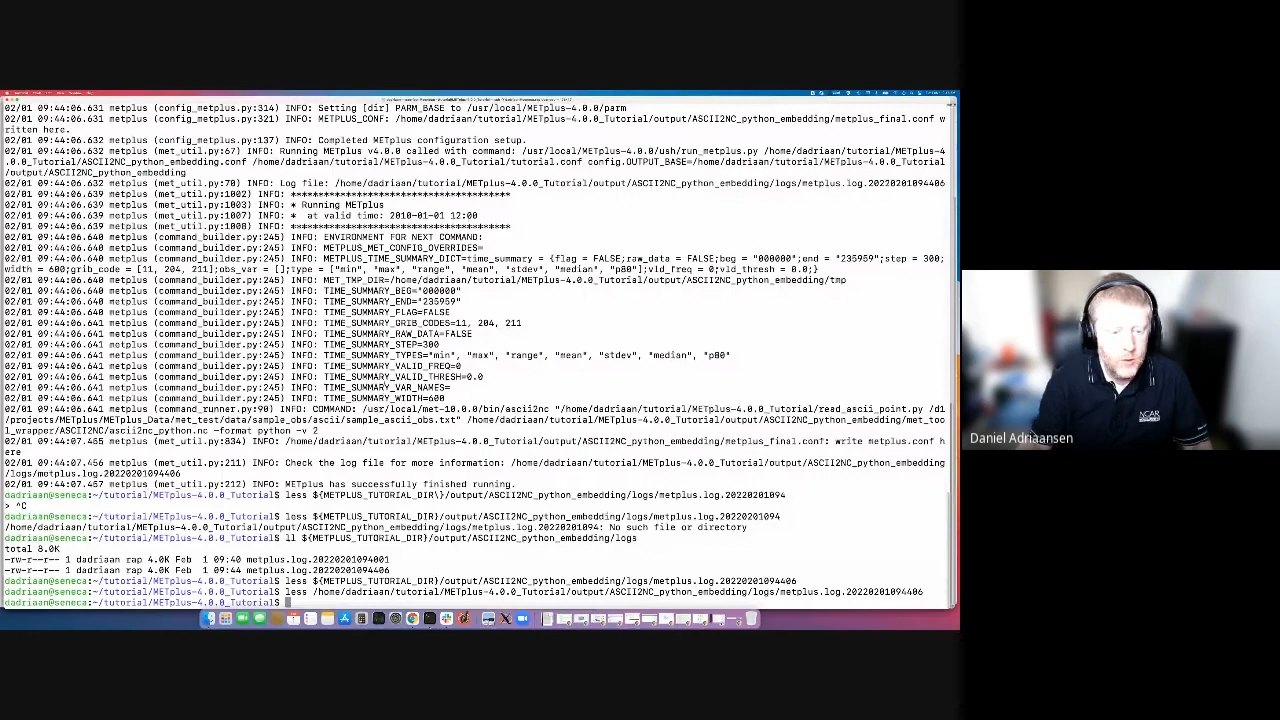 02/01 09:44:06.631 metplus (config_metplus.py:314) INFO: Setting [dir] PARM_BASE to /usr/local/METplus-4.0.0/parm
02/01 09:44:06.631 metplus (config_metplus.py:321) INFO: METPLUS_CONF: /home/dadriaan/tutorial/METplus-4.0.0_Tutorial/output/ASCII2NC_python_embedding/metplus_final.conf w
ritten here.
02/01 09:44:06.632 metplus (config_metplus.py:137) INFO: Completed METplus configuration setup.
02/01 09:44:06.632 metplus (met_util.py:67) INFO: Running METplus v4.0.0 called with command: /usr/local/METplus-4.0.0/ush/run_metplus.py /home/dadriaan/tutorial/METplus-4
.0.0_Tutorial/ASCII2NC_python_embedding.conf /home/dadriaan/tutorial/METplus-4.0.0_Tutorial/tutorial.conf config.OUTPUT_BASE=/home/dadriaan/tutorial/METplus-4.0.0_Tutorial
/output/ASCII2NC_python_embedding
02/01 09:44:06.632 metplus (met_util.py:70) INFO: Log file: /home/dadriaan/tutorial/METplus-4.0.0_Tutorial/output/ASCII2NC_python_embedding/logs/metplus.log.20220201094406
02/01 09:44:06.639 metplus (met_util.py:1002) INFO: ****************************************
02/01 09:44:06.639 metplus (met_util.py:1003) INFO: * Running METplus
02/01 09:44:06.639 metplus (met_util.py:1007) INFO: *  at valid time: 2010-01-01 12:00
02/01 09:44:06.639 metplus (met_util.py:1008) INFO: ****************************************
02/01 09:44:06.640 metplus (command_builder.py:245) INFO: ENVIRONMENT FOR NEXT COMMAND:
02/01 09:44:06.640 metplus (command_builder.py:245) INFO: METPLUS_MET_CONFIG_OVERRIDES=
02/01 09:44:06.640 metplus (command_builder.py:245) INFO: METPLUS_TIME_SUMMARY_DICT=time_summary = {flag = FALSE;raw_data = FALSE;beg = "000000";end = "235959";step = 300;
width = 600;grib_code = [11, 204, 211];obs_var = [];type = ["min", "max", "range", "mean", "stdev", "median", "p80"];vld_freq = 0;vld_thresh = 0.0;}
02/01 09:44:06.640 metplus (command_builder.py:245) INFO: MET_TMP_DIR=/home/dadriaan/tutorial/METplus-4.0.0_Tutorial/output/ASCII2NC_python_embedding/tmp
02/01 09:44:06.640 metplus (command_builder.py:245) INFO: TIME_SUMMARY_BEG="000000"
02/01 09:44:06.640 metplus (command_builder.py:245) INFO: TIME_SUMMARY_END="235959"
02/01 09:44:06.641 metplus (command_builder.py:245) INFO: TIME_SUMMARY_FLAG=FALSE
02/01 09:44:06.641 metplus (command_builder.py:245) INFO: TIME_SUMMARY_GRIB_CODES=11, 204, 211
02/01 09:44:06.641 metplus (command_builder.py:245) INFO: TIME_SUMMARY_RAW_DATA=FALSE
02/01 09:44:06.641 metplus (command_builder.py:245) INFO: TIME_SUMMARY_STEP=300
02/01 09:44:06.641 metplus (command_builder.py:245) INFO: TIME_SUMMARY_TYPES="min", "max", "range", "mean", "stdev", "median", "p80"
02/01 09:44:06.641 metplus (command_builder.py:245) INFO: TIME_SUMMARY_VALID_FREQ=0
02/01 09:44:06.641 metplus (command_builder.py:245) INFO: TIME_SUMMARY_VALID_THRESH=0.0
02/01 09:44:06.641 metplus (command_builder.py:245) INFO: TIME_SUMMARY_VAR_NAMES=
02/01 09:44:06.641 metplus (command_builder.py:245) INFO: TIME_SUMMARY_WIDTH=600
02/01 09:44:06.641 metplus (command_runner.py:90) INFO: COMMAND: /usr/local/met-10.0.0/bin/ascii2nc "/home/dadriaan/tutorial/METplus-4.0.0_Tutorial/read_ascii_point.py /d1
/projects/METplus/METplus_Data/met_test/data/sample_obs/ascii/sample_ascii_obs.txt" /home/dadriaan/tutorial/METplus-4.0.0_Tutorial/output/ASCII2NC_python_embedding/met_too
l_wrapper/ASCII2NC/ascii2nc_python.nc -format python -v 2
02/01 09:44:07.455 metplus (met_util.py:834) INFO: /home/dadriaan/tutorial/METplus-4.0.0_Tutorial/output/ASCII2NC_python_embedding/metplus_final.conf: write metplus.conf h
ere
02/01 09:44:07.456 metplus (met_util.py:211) INFO: Check the log file for more information: /home/dadriaan/tutorial/METplus-4.0.0_Tutorial/output/ASCII2NC_python_embedding
/logs/metplus.log.20220201094406
02/01 09:44:07.457 metplus (met_util.py:212) INFO: METplus has successfully finished running.
dadriaan@seneca:~/tutorial/METplus-4.0.0_Tutorial$ less ${METPLUS_TUTORIAL_DIR\}/output/ASCII2NC_python_embedding/logs/metplus.log.20220201094
> ^C
dadriaan@seneca:~/tutorial/METplus-4.0.0_Tutorial$ less ${METPLUS_TUTORIAL_DIR}/output/ASCII2NC_python_embedding/logs/metplus.log.20220201094
/home/dadriaan/tutorial/METplus-4.0.0_Tutorial/output/ASCII2NC_python_embedding/logs/metplus.log.20220201094: No such file or directory
dadriaan@seneca:~/tutorial/METplus-4.0.0_Tutorial$ ll ${METPLUS_TUTORIAL_DIR}/output/ASCII2NC_python_embedding/logs
total 8.0K
-rw-r--r-- 1 dadriaan rap 4.0K Feb  1 09:40 metplus.log.20220201094001
-rw-r--r-- 1 dadriaan rap 4.0K Feb  1 09:44 metplus.log.20220201094406
dadriaan@seneca:~/tutorial/METplus-4.0.0_Tutorial$ less ${METPLUS_TUTORIAL_DIR}/output/ASCII2NC_python_embedding/logs/metplus.log.20220201094406
dadriaan@seneca:~/tutorial/METplus-4.0.0_Tutorial$ less /home/dadriaan/tutorial/METplus-4.0.0_Tutorial/output/ASCII2NC_python_embedding/logs/metplus.log.20220201094406
dadriaan@seneca:~/tutorial/METplus-4.0.0_Tutorial$
NCAR
Daniel Adriaansen